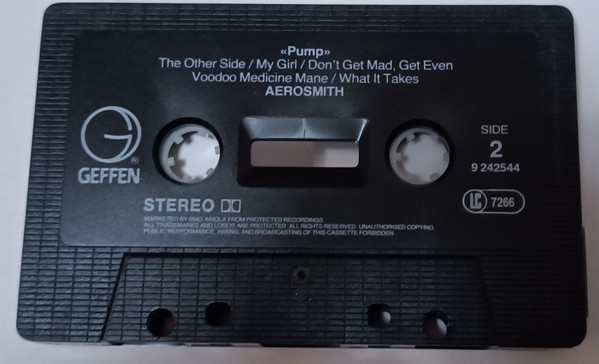 «Pump»
The Other Side / My Girl / Don't Get Mad, Get Even
Voodoo Medicine Mane / What It Takes
AEROSMITH
G
®
GEFFEN
SIDE
2
9 242544
STEREO
LC 7266
MARKETED BY BMG ARIOLA FROM PROTECTED RECORDINGS
ALL TRADEMARKS AND LOGOS ARE PROTECTED. ALL RIGHTS RESERVED. UNAUTHORISED COPYING,
PUBLIC PERFORMANCE, HIRING, AND BROADCASTING OF THIS CASSETTE FORBIDDEN